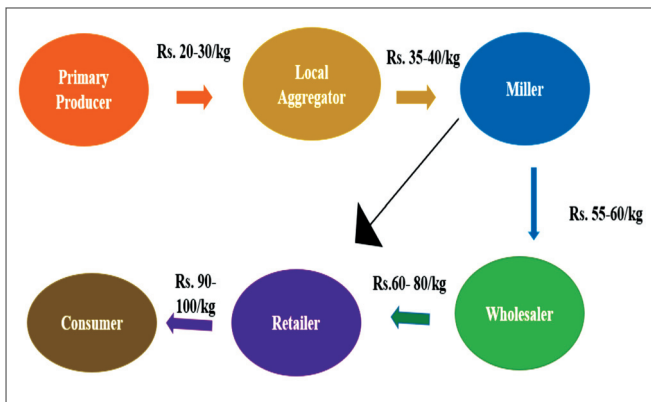 Rs. 20-30/kg
Rs. 35-40/kg
Primary
Producer
Local
Aggregator
Miller
Rs. 55-60/kg
Rs. 90-
100/kg
Rs.60- 80/kg
Consumer
Retailer
Wholesaler